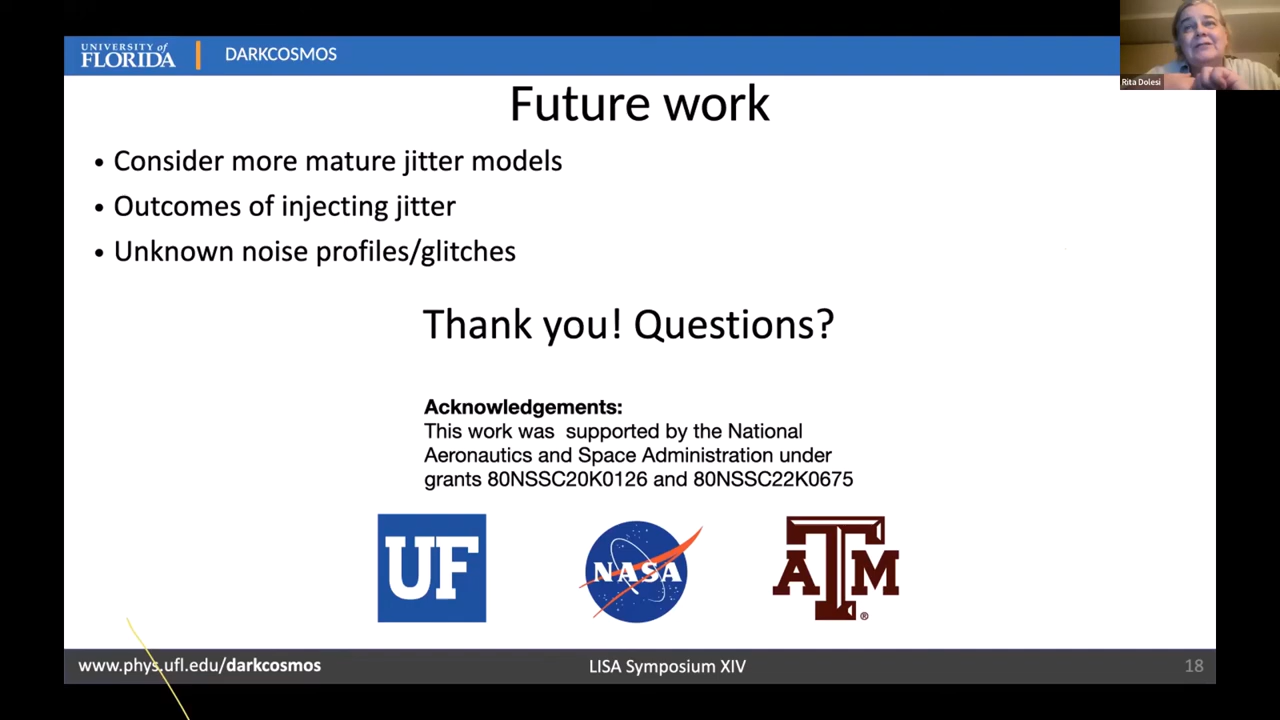 UNIVERSITY of
FLORIDA
DARKCOSMOS
Rita Dolesi
Future work
• Consider more mature jitter models
• Outcomes of injecting jitter
• Unknown noise profiles/glitches
Thank you! Questions?
Acknowledgements:
This work was supported by the National
Aeronautics and Space Administration under
grants 80NSSC20K0126 and 80NSSC22K0675
UF
NASA
ATM®
www.phys.ufl.edu/darkcosmos
LISA Symposium XIV
18